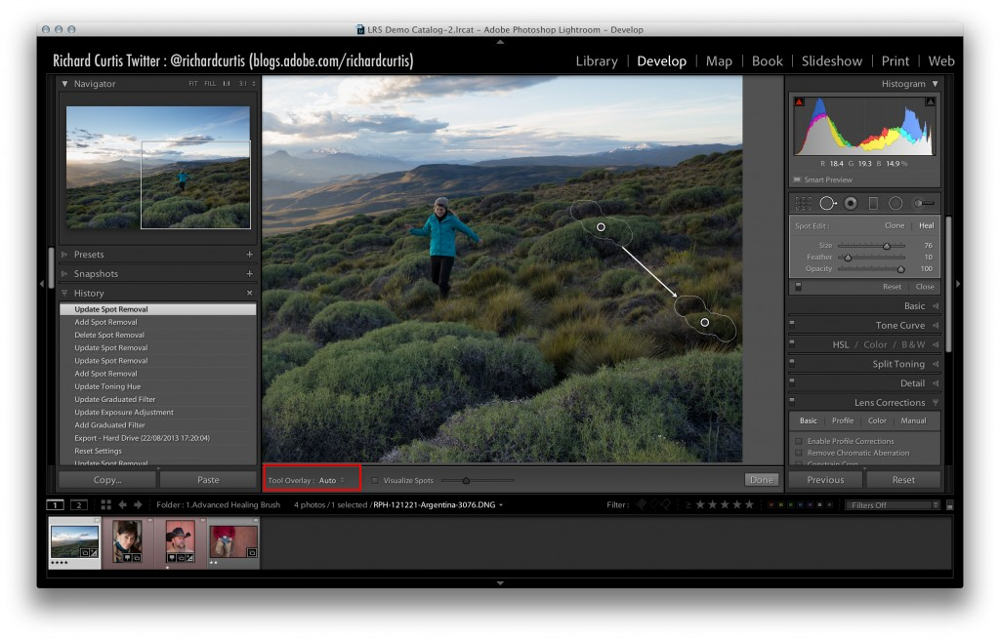 LR5 Demo Catalog-2.lrcat - Adobe Photoshop Lightroom - Develop
Richard Curtis Twitter : @richardcurtis (blogs.adobe.com/richardcurtis)
Library | Develop | Map | Book | Slideshow | Print | Web
Navigator FIT FILL 1:1 3:1
Presets
Snapshots
History
Update Spot Removal
Add Spot Removal
Delete Spot Removal
Update Spot Removal
Update Spot Removal
Add Spot Removal
Update Toning Hue
Update Graduated Filter
Update Exposure Adjustment
Add Graduated Filter
Export - Hard Drive (22/08/2013 17:20:04)
Reset Settings
Update Spot Removal
Copy... Paste
Tool Overlay : Auto Visualize Spots Done
Histogram
R 18.4 G 19.3 B 14.9 %
Smart Preview
Spot Edit : Clone Heal
Size 76
Feather 10
Opacity 100
Reset Close
Basic
Tone Curve
HSL / Color / B & W
Split Toning
Detail
Lens Corrections
Basic Profile Color Manual
Enable Profile Corrections
Remove Chromatic Aberration
Constrain Crop
Previous Reset
1 2 Folder : 1.Advanced Healing Brush 4 photos / 1 selected / RPH-121221-Argentina-3076.DNG Filter : Filters Off